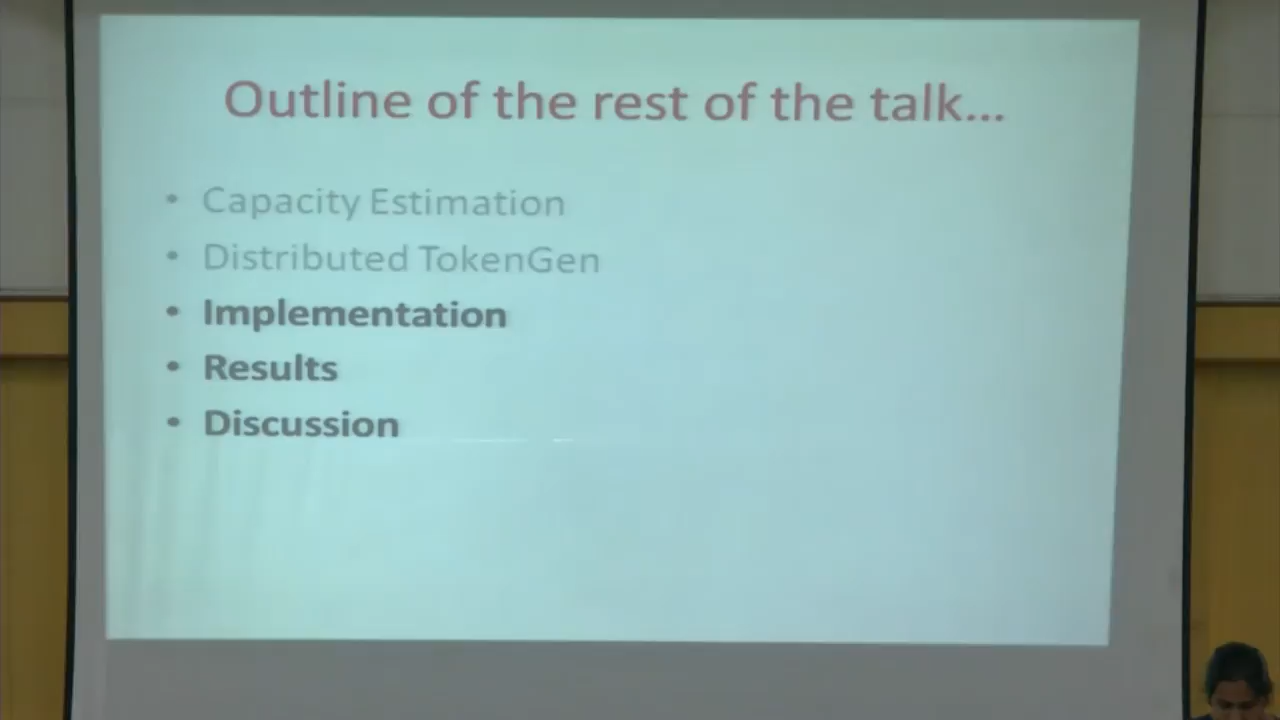 Outline of the rest of the talk...
• Capacity Estimation
• Distributed TokenGen
• Implementation
• Results
• Discussion